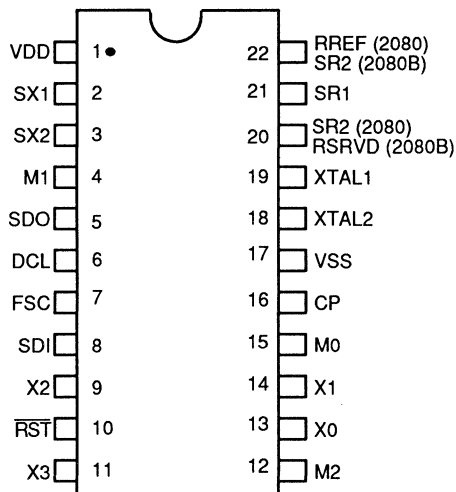 VDD 1 22 RREF (2080)
SR2 (2080B)
SX1 2 21 SR1
SX2 3 20 SR2 (2080)
RSRVD (2080B)
M1 4 19 XTAL1
SDO 5 18 XTAL2
DCL 6 17 VSS
FSC 7 16 CP
SDI 8 15 M0
X2 9 14 X1
RST 10 13 X0
X3 11 12 M2